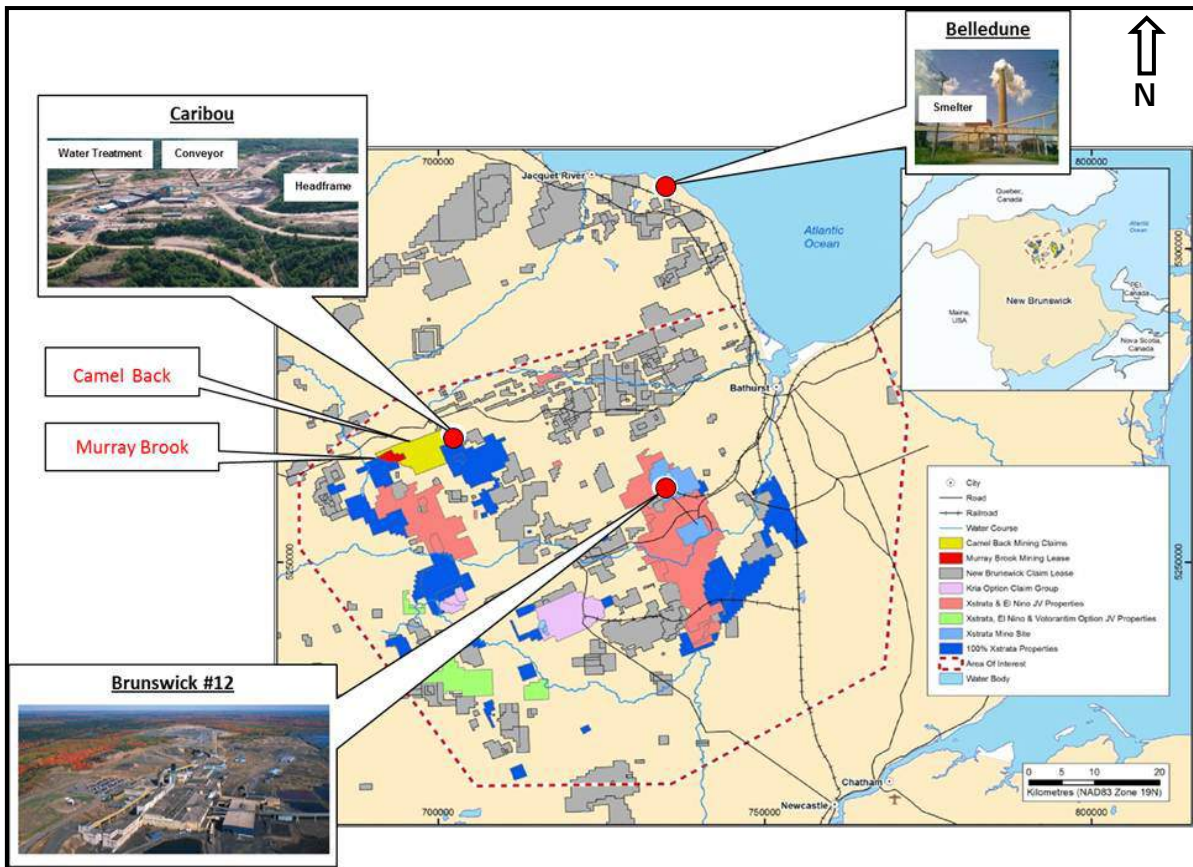 Belledune
Smelter
N
Caribou
Water Treatment
Conveyor
Headframe
700000
800000
Jacquet River
Atlantic
Ocean
Quebec,
Canada
Atlantic
Ocean
New Brunswick
PEI,
Canada
Maine,
USA
Nova Scotia,
Canada
5300000
Camel Back
Murray Brook
Bathurst
5250000
5250000
City
Road
Railroad
Water Course
Camel Back Mining Claims
Murray Brook Mining Lease
New Brunswick Claim Lease
Kria Option Claim Group
Xstrata & El Nino JV Properties
Xstrata, El Nino & Votorantim Option JV Properties
Xstrata Mine Site
100% Xstrata Properties
Area Of Interest
Water Body
Brunswick #12
Chatham
Newcastle
0 5 10 20
Kilometres (NAD83 Zone 19N)
700000
750000
800000